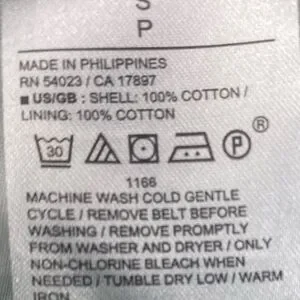 S
P
MADE IN PHILIPPINES
RN 54023 / CA 17897
■ US/GB : SHELL: 100% COTTON /
LINING: 100% COTTON
30 P ®
1166
MACHINE WASH COLD GENTLE
CYCLE / REMOVE BELT BEFORE
WASHING / REMOVE PROMPTLY
FROM WASHER AND DRYER / ONLY
NON-CHLORINE BLEACH WHEN
NEEDED / TUMBLE DRY LOW / WARM
IRON